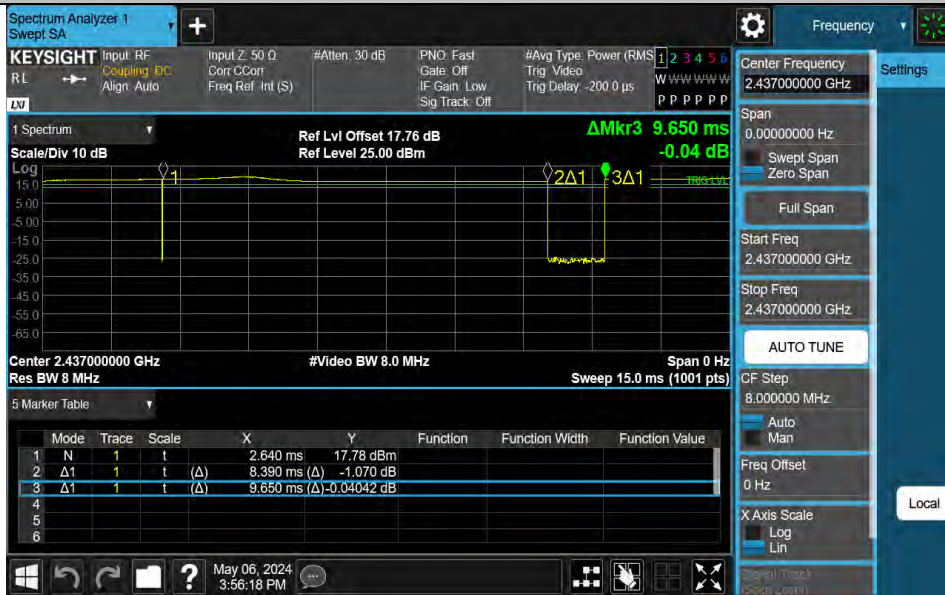 Spectrum Analyzer 1
Swept SA
+
Frequency
KEYSIGHT
RL
LXI
Input: RF
Coupling: DC
Align: Auto
Input Z: 50 Ω
Corr CCorr
Freq Ref: Int (S)
#Atten: 30 dB
PNO: Fast
Gate: Off
IF Gain: Low
Sig Track: Off
#Avg Type: Power (RMS
Trig: Video
Trig Delay: -200.0 µs
1 2 3 4 5 6
W W W W W W
P P P P P P
1 Spectrum
Scale/Div 10 dB
Ref Lvl Offset 17.76 dB
Ref Level 25.00 dBm
ΔMkr3 9.650 ms
-0.04 dB
Log
15.0
5.00
-5.00
-15.0
-25.0
-35.0
-45.0
-55.0
-65.0
1
2Δ1
3Δ1
TRIG LVL
Center 2.437000000 GHz
Res BW 8 MHz
#Video BW 8.0 MHz
Span 0 Hz
Sweep 15.0 ms (1001 pts)
5 Marker Table
Mode Trace Scale X Y Function Function Width Function Value
1 N 1 t 2.640 ms 17.78 dBm
2 Δ1 1 t (Δ) 8.390 ms (Δ) -1.070 dB
3 Δ1 1 t (Δ) 9.650 ms (Δ) -0.04042 dB
4
5
6
?
May 06, 2024
3:56:18 PM
Center Frequency
2.437000000 GHz
Span
0.00000000 Hz
Swept Span
Zero Span
Full Span
Start Freq
2.437000000 GHz
Stop Freq
2.437000000 GHz
AUTO TUNE
CF Step
8.000000 MHz
Auto
Man
Freq Offset
0 Hz
X Axis Scale
Log
Lin
Signal Track
(Span Zoom)
Settings
Local